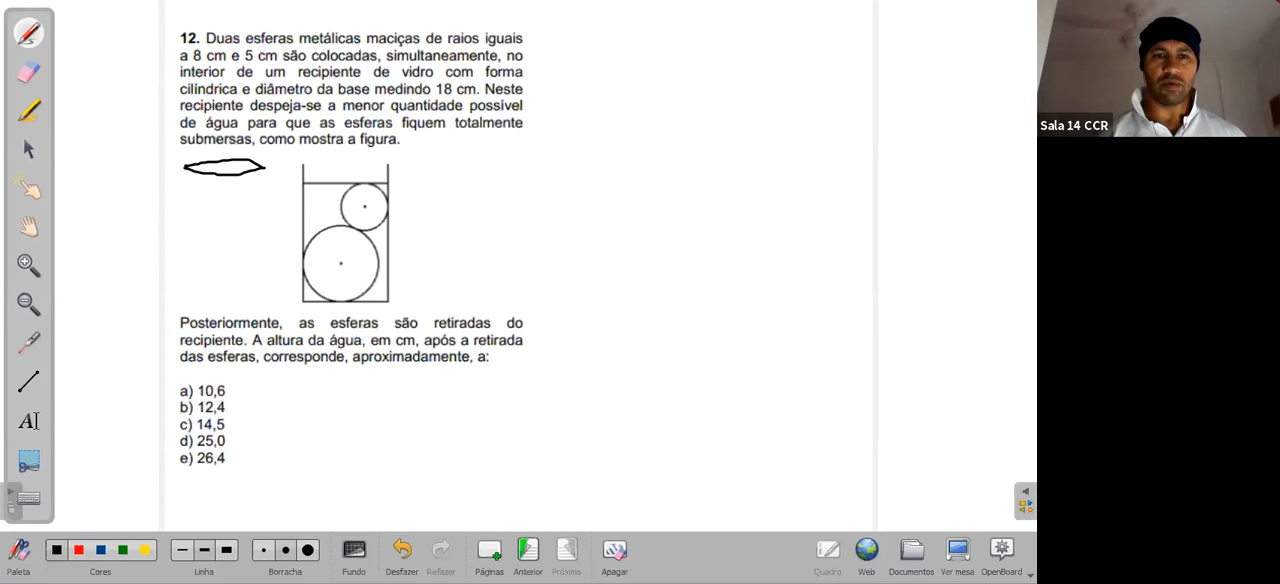 12. Duas esferas metálicas maciças de raios iguais
a 8 cm e 5 cm são colocadas, simultaneamente, no
interior de um recipiente de vidro com forma
cilíndrica e diâmetro da base medindo 18 cm. Neste
recipiente despeja-se a menor quantidade possível
de água para que as esferas fiquem totalmente
submersas, como mostra a figura.
Sala 14 CCR
Posteriormente, as esferas são retiradas do
recipiente. A altura da água, em cm, após a retirada
das esferas, corresponde, aproximadamente, a:
a) 10,6
b) 12,4
c) 14,5
d) 25,0
e) 26,4
AI
Paleta Cores Linha Borracha Fundo Desfazer Refazer Páginas Anterior Próximo Apagar Quadro Web Documentos Ver mesa OpenBoard